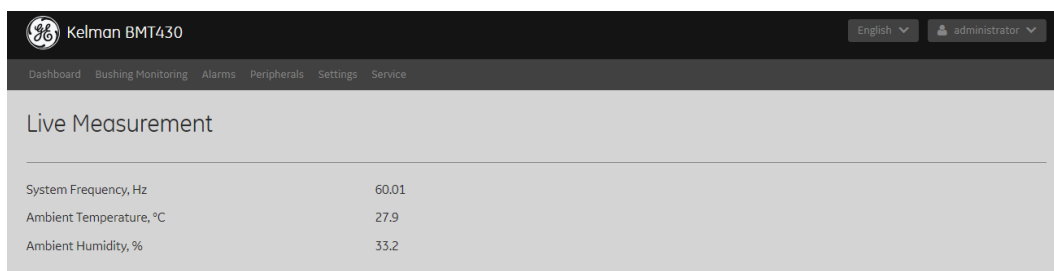 Kelman BMT430
English
administrator
Dashboard Bushing Monitoring Alarms Peripherals Settings Service
Live Measurement
System Frequency, Hz 60.01
Ambient Temperature, °C 27.9
Ambient Humidity, % 33.2